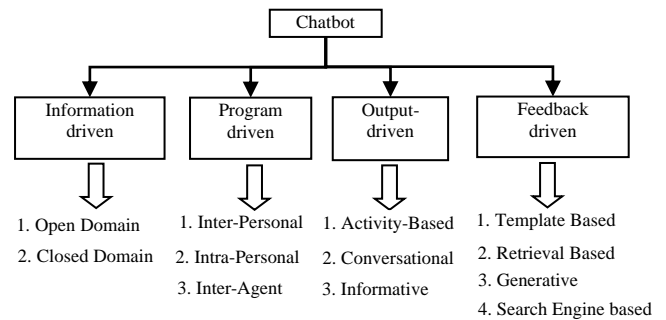 Chatbot
Information
driven
Program
driven
Output-
driven
Feedback
driven
1. Open Domain
2. Closed Domain
1. Inter-Personal
2. Intra-Personal
3. Inter-Agent
1. Activity-Based
2. Conversational
3. Informative
1. Template Based
2. Retrieval Based
3. Generative
4. Search Engine based